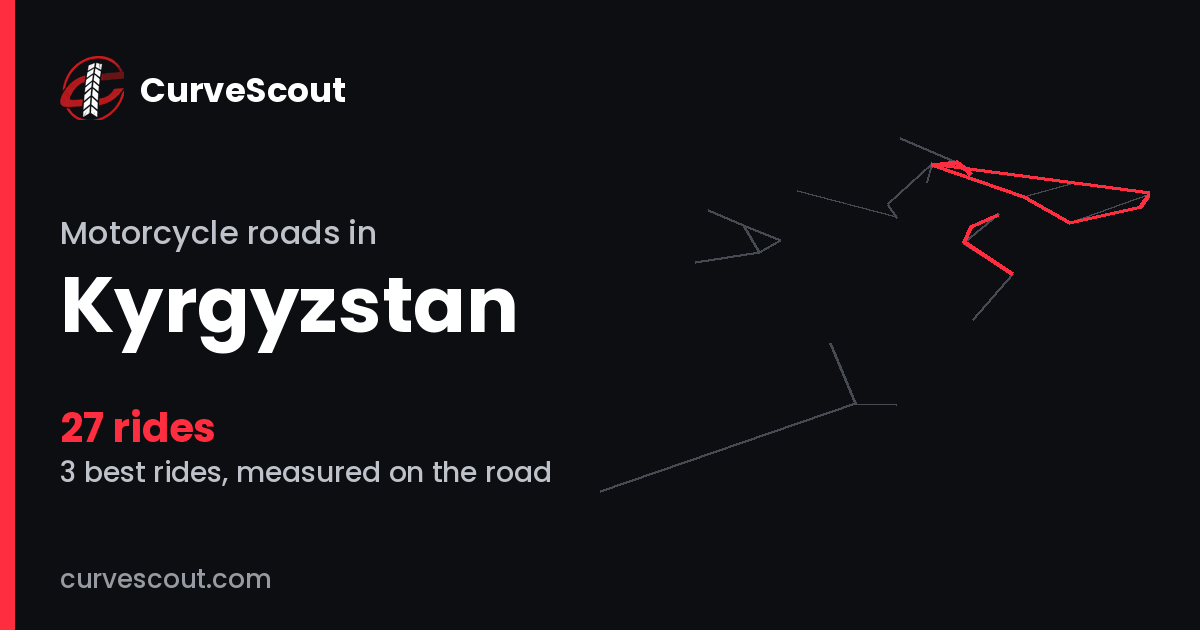 CurveScout
Motorcycle roads in
Kyrgyzstan
27 rides
3 best rides, measured on the road
curvescout.com